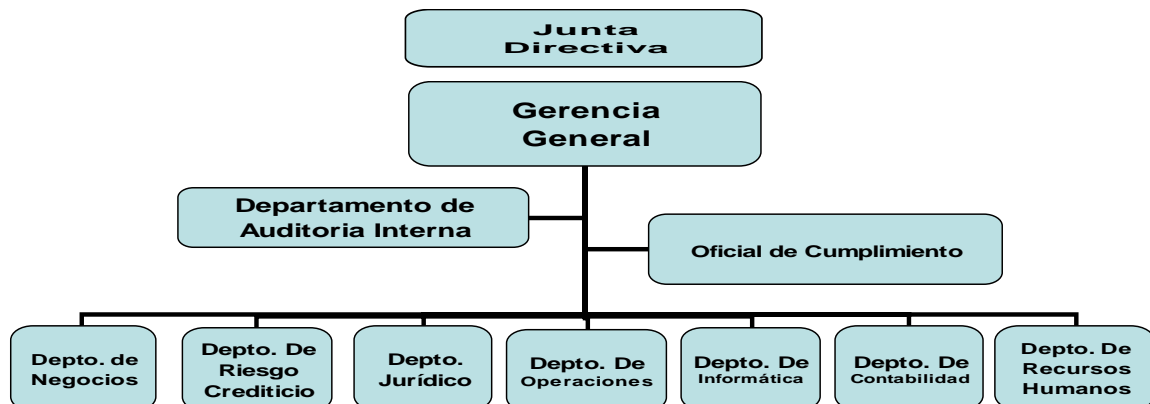 Junta
Directiva
Gerencia
General
Departamento de
Auditoria Interna
Oficial de Cumplimiento
Depto. de
Negocios
Depto. De
Riesgo
Crediticio
Depto.
Jurídico
Depto. De
Operaciones
Depto. De
Informática
Depto. De
Contabilidad
Depto. De
Recursos
Humanos